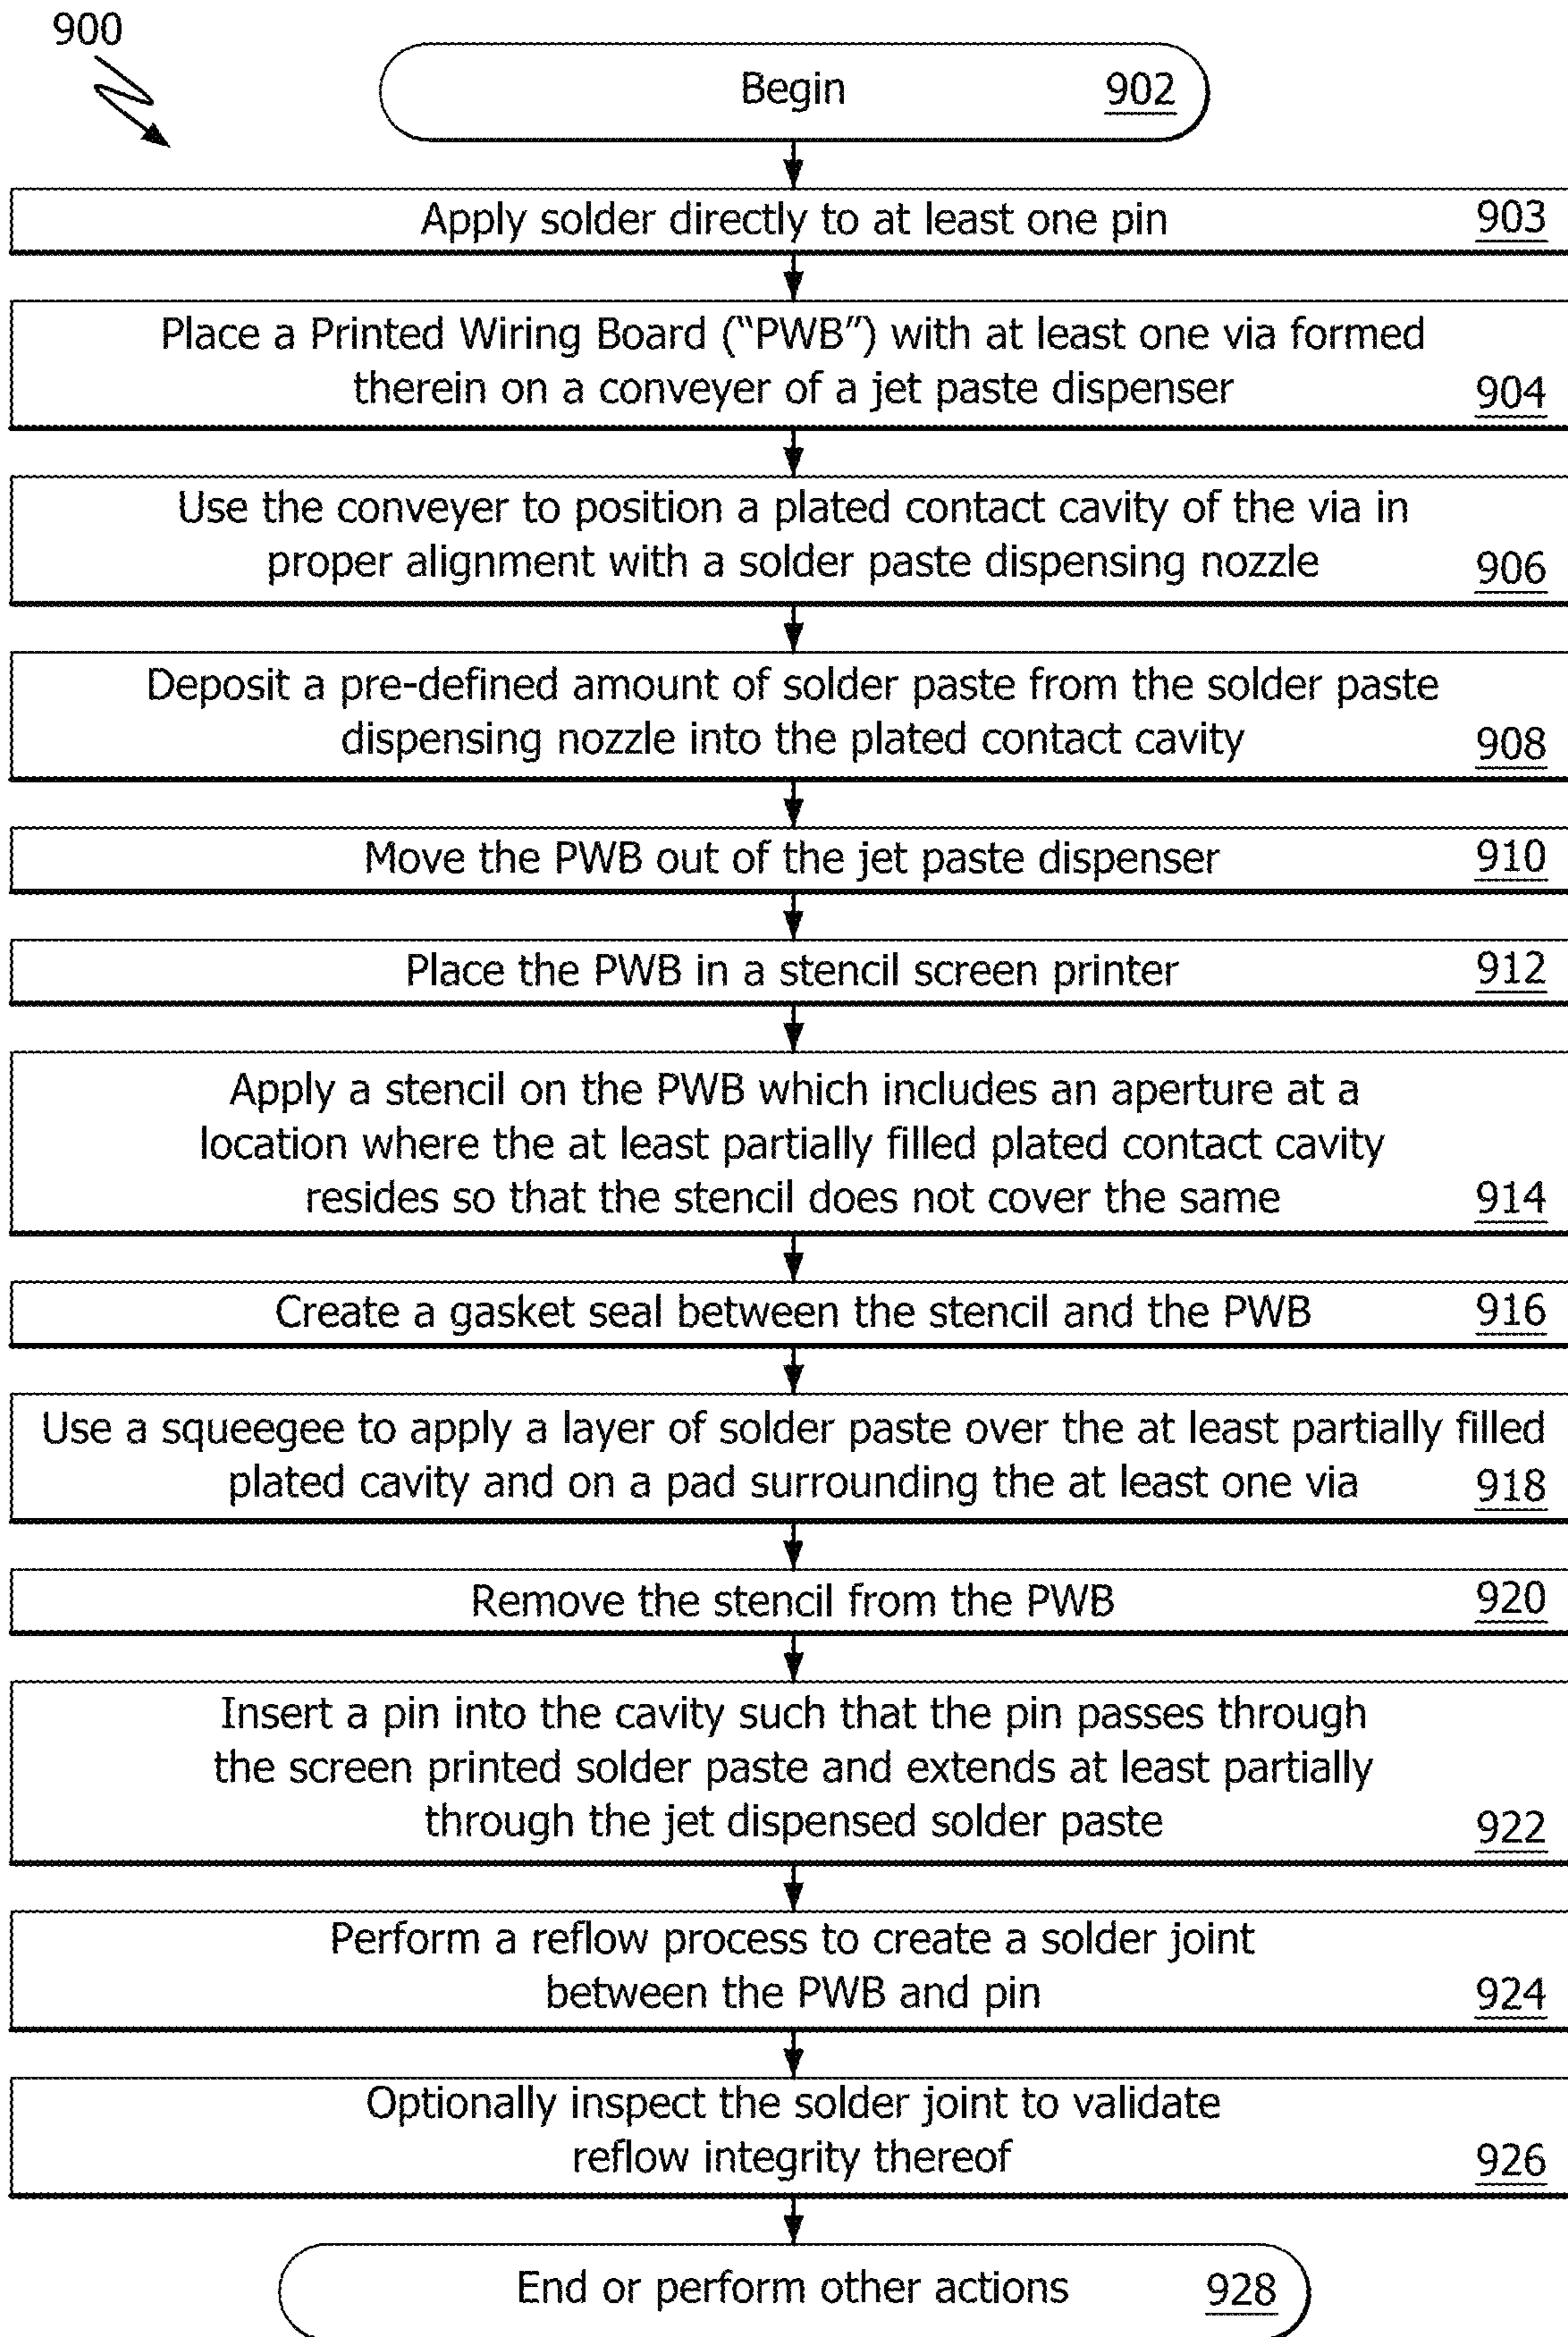 900
Begin 902
Apply solder directly to at least one pin 903
Place a Printed Wiring Board (“PWB”) with at least one via formed
therein on a conveyer of a jet paste dispenser 904
Use the conveyer to position a plated contact cavity of the via in
proper alignment with a solder paste dispensing nozzle 906
Deposit a pre-defined amount of solder paste from the solder paste
dispensing nozzle into the plated contact cavity 908
Move the PWB out of the jet paste dispenser 910
Place the PWB in a stencil screen printer 912
Apply a stencil on the PWB which includes an aperture at a
location where the at least partially filled plated contact cavity
resides so that the stencil does not cover the same 914
Create a gasket seal between the stencil and the PWB 916
Use a squeegee to apply a layer of solder paste over the at least partially filled
plated cavity and on a pad surrounding the at least one via 918
Remove the stencil from the PWB 920
Insert a pin into the cavity such that the pin passes through
the screen printed solder paste and extends at least partially
through the jet dispensed solder paste 922
Perform a reflow process to create a solder joint
between the PWB and pin 924
Optionally inspect the solder joint to validate
reflow integrity thereof 926
End or perform other actions 928